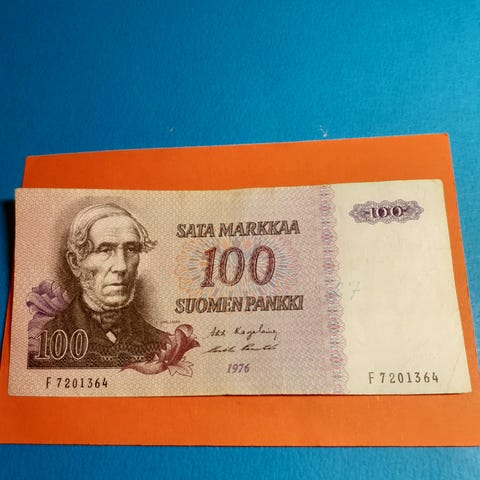 SATA MARKKAA
100
100
SUOMEN PANKKI
100
1976
F 7201364
F 7201364